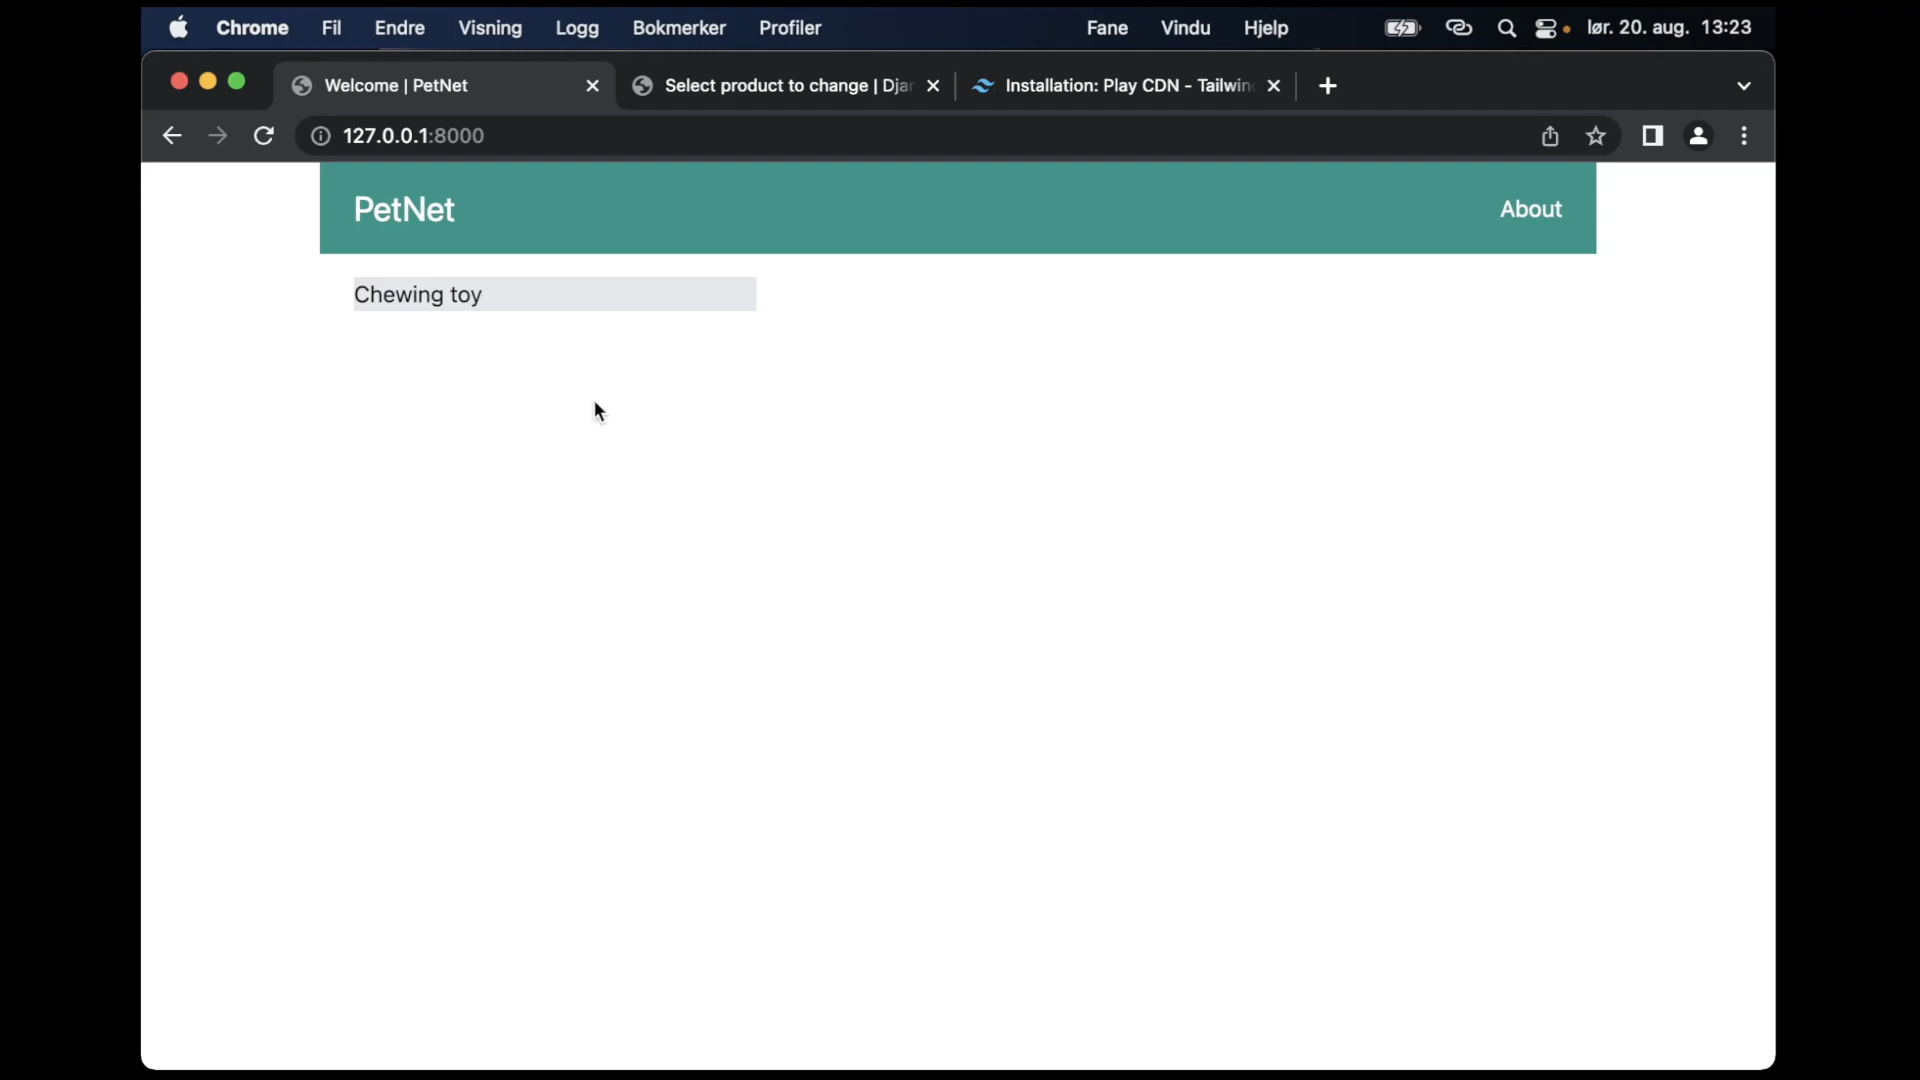 Chrome Fil Endre Visning Logg Bokmerker Profiler Fane Vindu Hjelp lør. 20. aug. 13:23
Welcome | PetNet Select product to change | Djar Installation: Play CDN - Tailwin
127.0.0.1:8000
PetNet About
Chewing toy